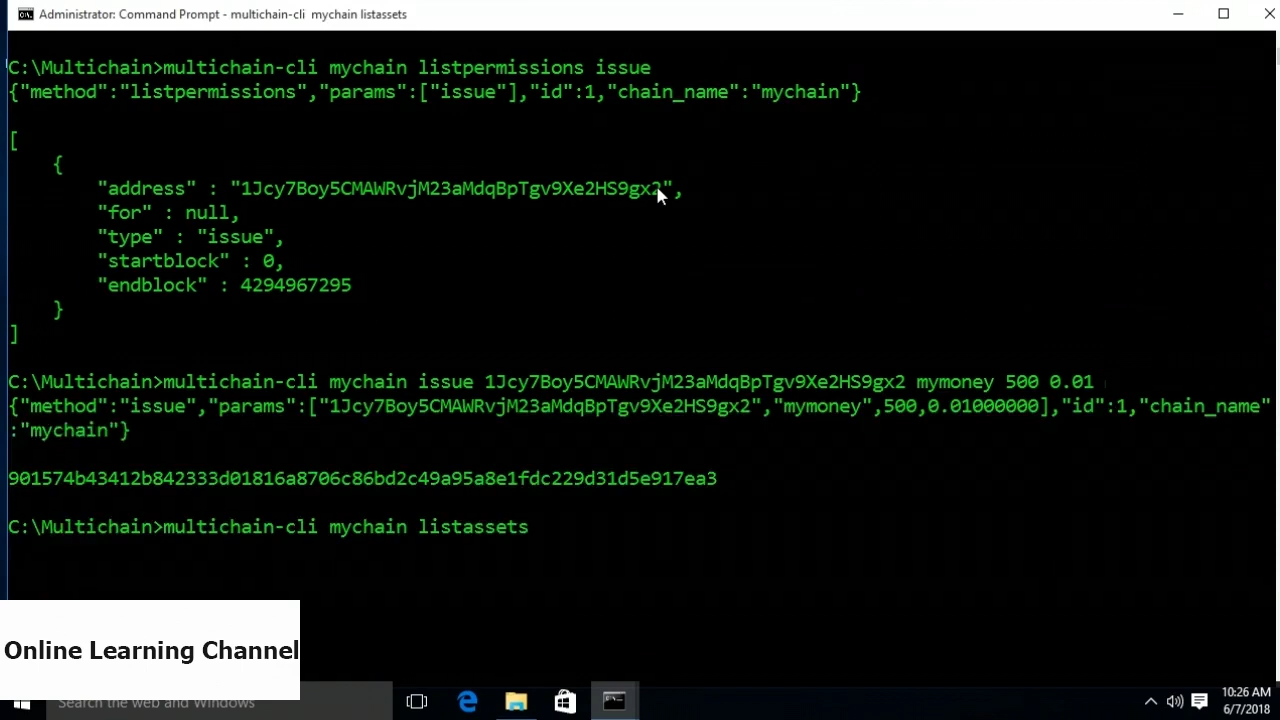 Administrator: Command Prompt - multichain-cli  mychain listassets
C:\Multichain>multichain-cli mychain listpermissions issue
{"method":"listpermissions","params":["issue"],"id":1,"chain_name":"mychain"}
[
{
"address" : "1Jcy7Boy5CMAWRvjM23aMdqBpTgv9Xe2HS9gx2",
"for" : null,
"type" : "issue",
"startblock" : 0,
"endblock" : 4294967295
}
]
C:\Multichain>multichain-cli mychain issue 1Jcy7Boy5CMAWRvjM23aMdqBpTgv9Xe2HS9gx2 mymoney 500 0.01
{"method":"issue","params":["1Jcy7Boy5CMAWRvjM23aMdqBpTgv9Xe2HS9gx2","mymoney",500,0.01000000],"id":1,"chain_name"
:"mychain"}
901574b43412b842333d01816a8706c86bd2c49a95a8e1fdc229d31d5e917ea3
C:\Multichain>multichain-cli mychain listassets
Online Learning Channel
Search the web and Windows
10:26 AM
6/7/2018